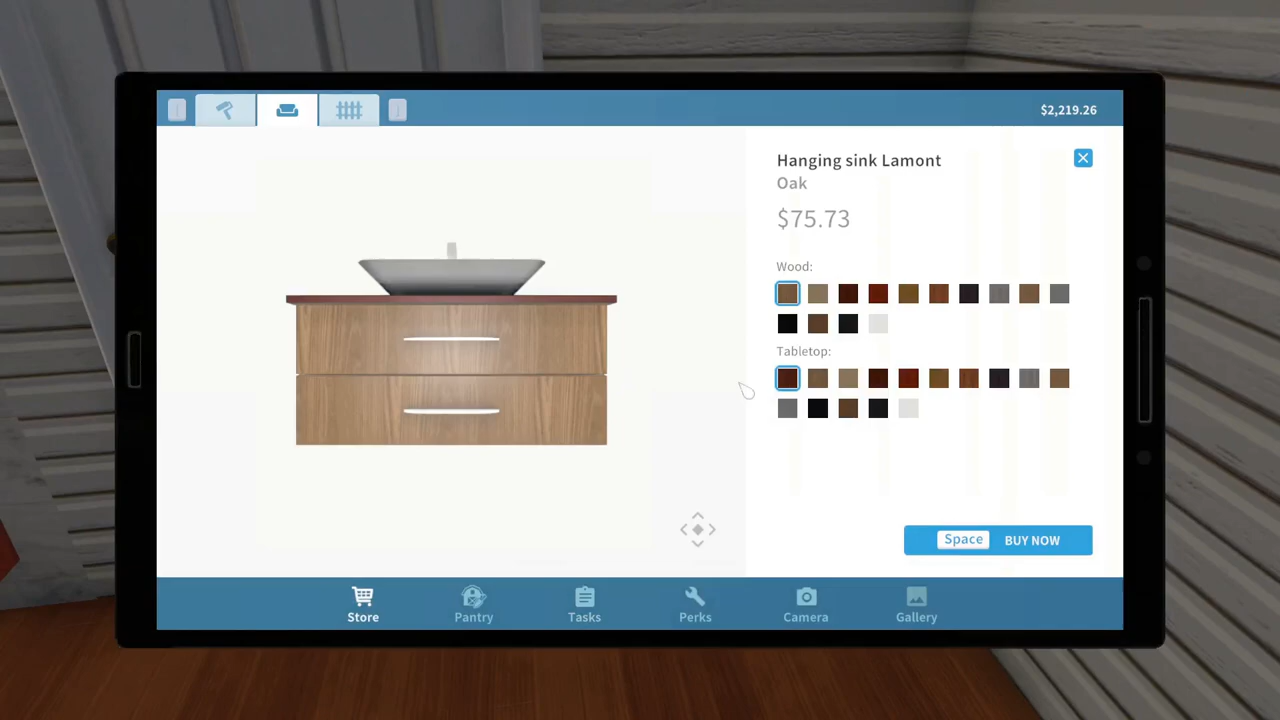 $2,219.26
Hanging sink Lamont
Oak
$75.73
Wood:
Tabletop:
Space BUY NOW
Store Pantry Tasks Perks Camera Gallery